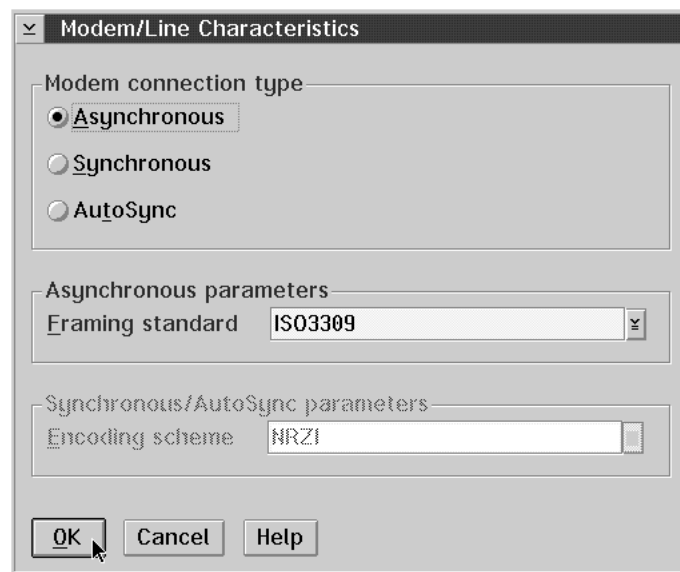 Modem/Line Characteristics
Modem connection type
Asynchronous
Synchronous
AutoSync
Asynchronous parameters
Framing standard ISO3309
Synchronous/AutoSync parameters
Encoding scheme NRZI
OK Cancel Help